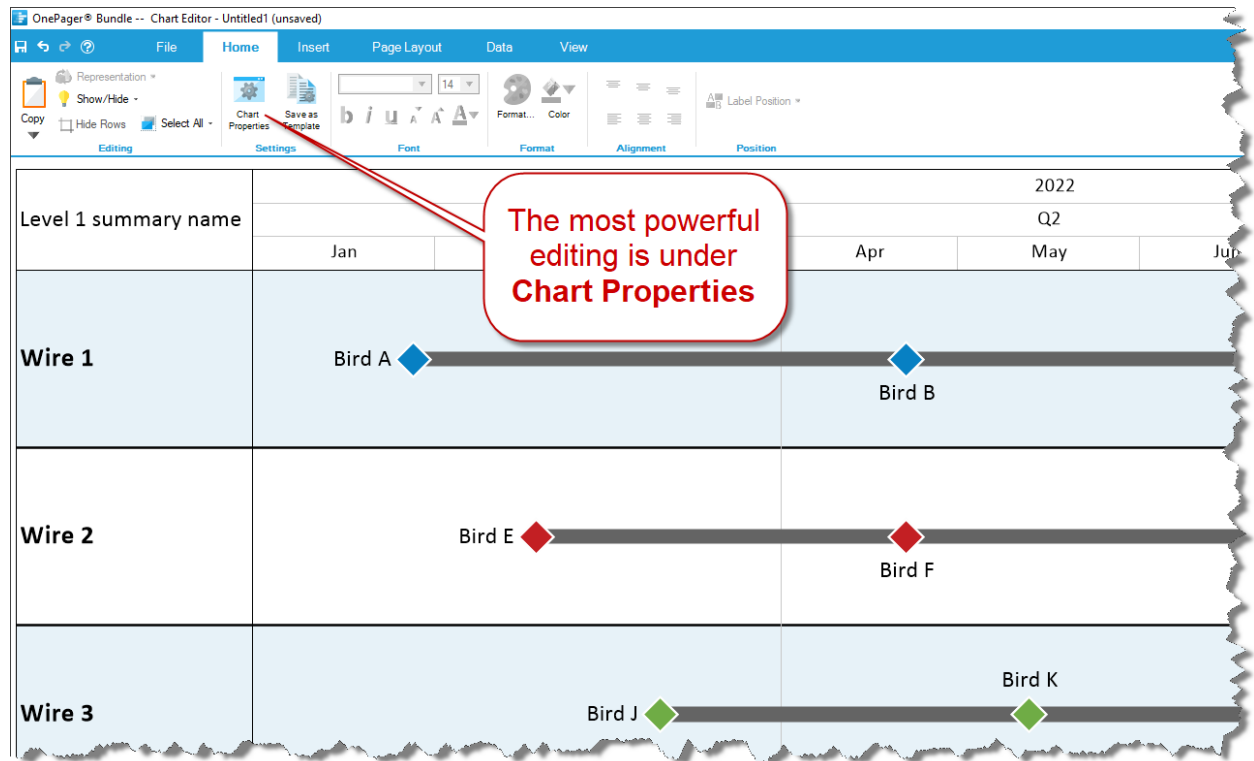 OnePager® Bundle -- Chart Editor - Untitled1 (unsaved)
File Home Insert Page Layout Data View
Copy
Representation
Show/Hide
Hide Rows Select All
Editing
Chart Properties
Save as Template
Settings
14
b i u A A A
Font
Format... Color
Format
Alignment
Label Position
Position
Level 1 summary name
2022
Q2
Jan Apr May Jun
The most powerful
editing is under
Chart Properties
Wire 1
Bird A
Bird B
Wire 2
Bird E
Bird F
Wire 3
Bird J
Bird K